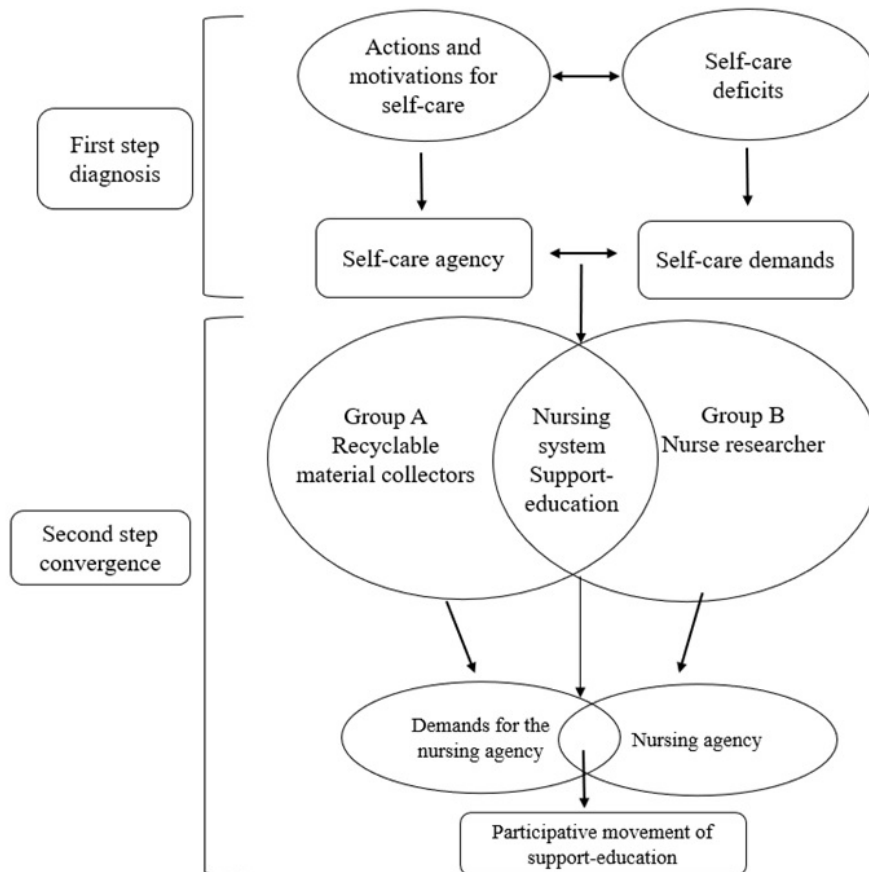 Actions and
motivations for
self-care
Self-care
deficits
First step
diagnosis
Self-care agency
Self-care demands
Group A
Recyclable
material collectors
Nursing
system
Support-
education
Group B
Nurse researcher
Second step
convergence
Demands for the
nursing agency
Nursing agency
Participative movement of
support-education